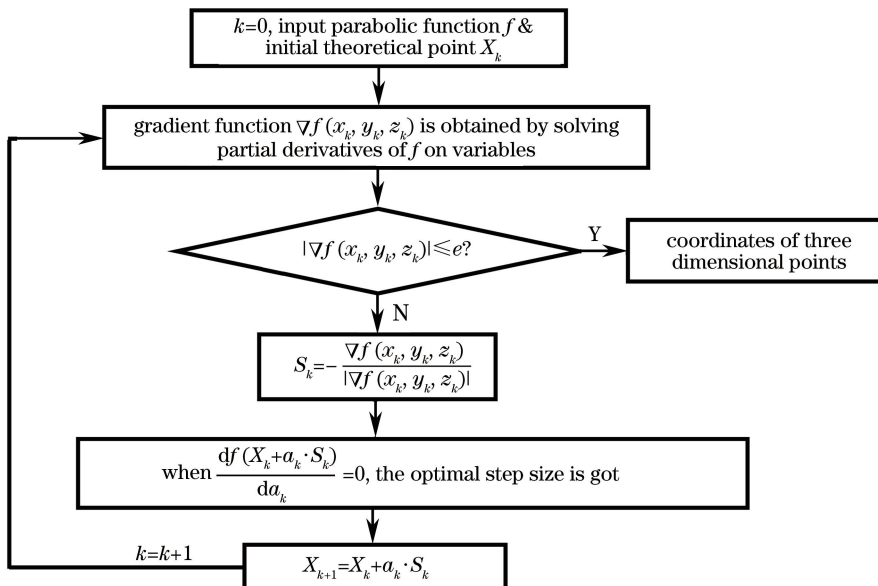 k=0, input parabolic function f &
initial theoretical point X_k
gradient function ∇f(x_k, y_k, z_k) is obtained by solving
partial derivatives of f on variables
|∇f(x_k, y_k, z_k)|≤e?
Y
coordinates of three
dimensional points
N
S_k=-∇f(x_k, y_k, z_k)/|∇f(x_k, y_k, z_k)|
when df(X_k+a_k·S_k)/da_k=0, the optimal step size is got
k=k+1
X_{k+1}=X_k+a_k·S_k